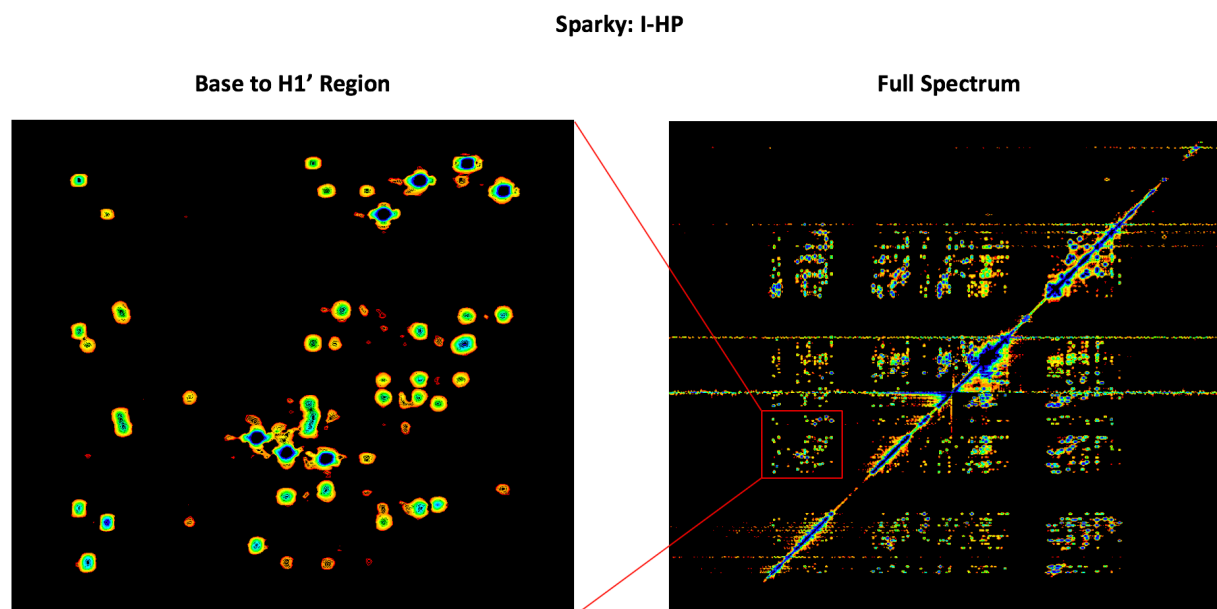 Sparky: I-HP
Base to H1’ Region
Full Spectrum